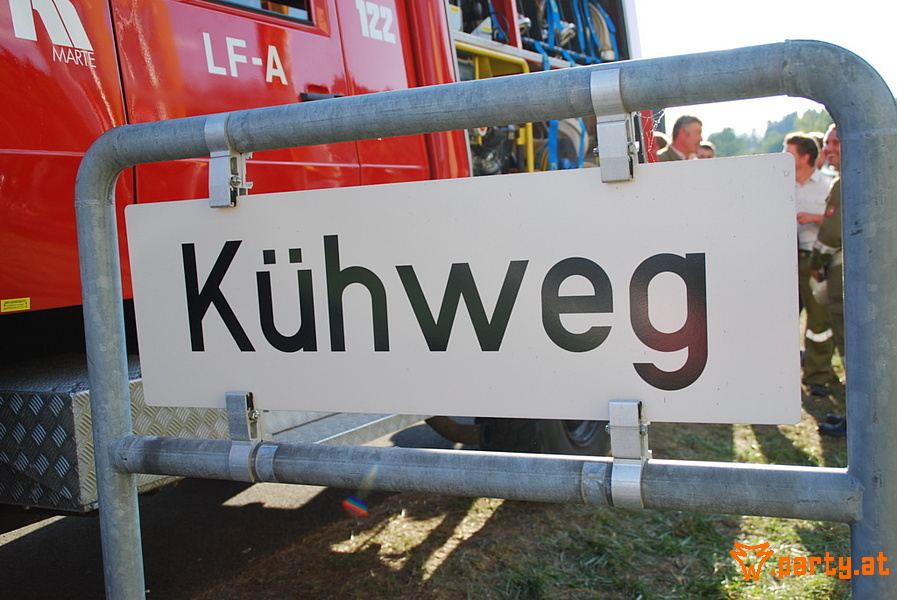 MARTE
LF-A
122
Kühweg
party.at